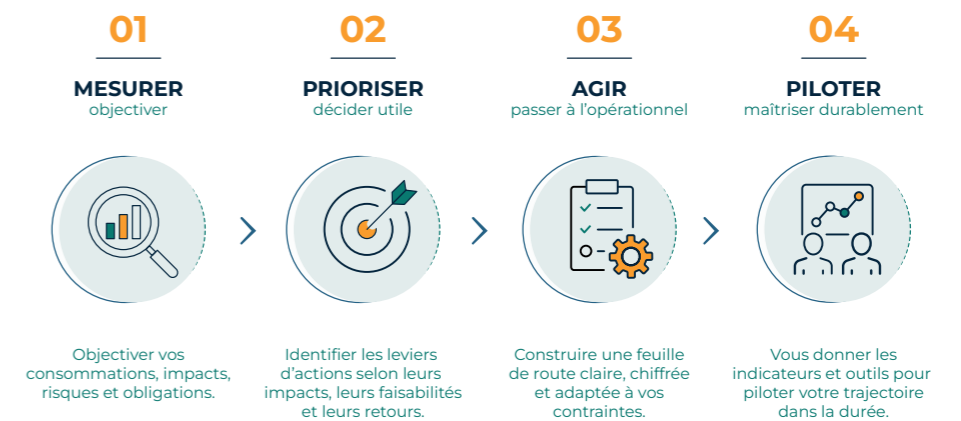 01
MESURER
objectiver
Objectiver vos
consommations, impacts,
risques et obligations.
02
PRIORISER
décider utile
Identifier les leviers
d'actions selon leurs
impacts, leurs faisabilités
et leurs retours.
03
AGIR
passer à l'opérationnel
Construire une feuille
de route claire, chiffrée
et adaptée à vos
contraintes.
04
PILOTER
maîtriser durablement
Vous donner les
indicateurs et outils pour
piloter votre trajectoire
dans la durée.